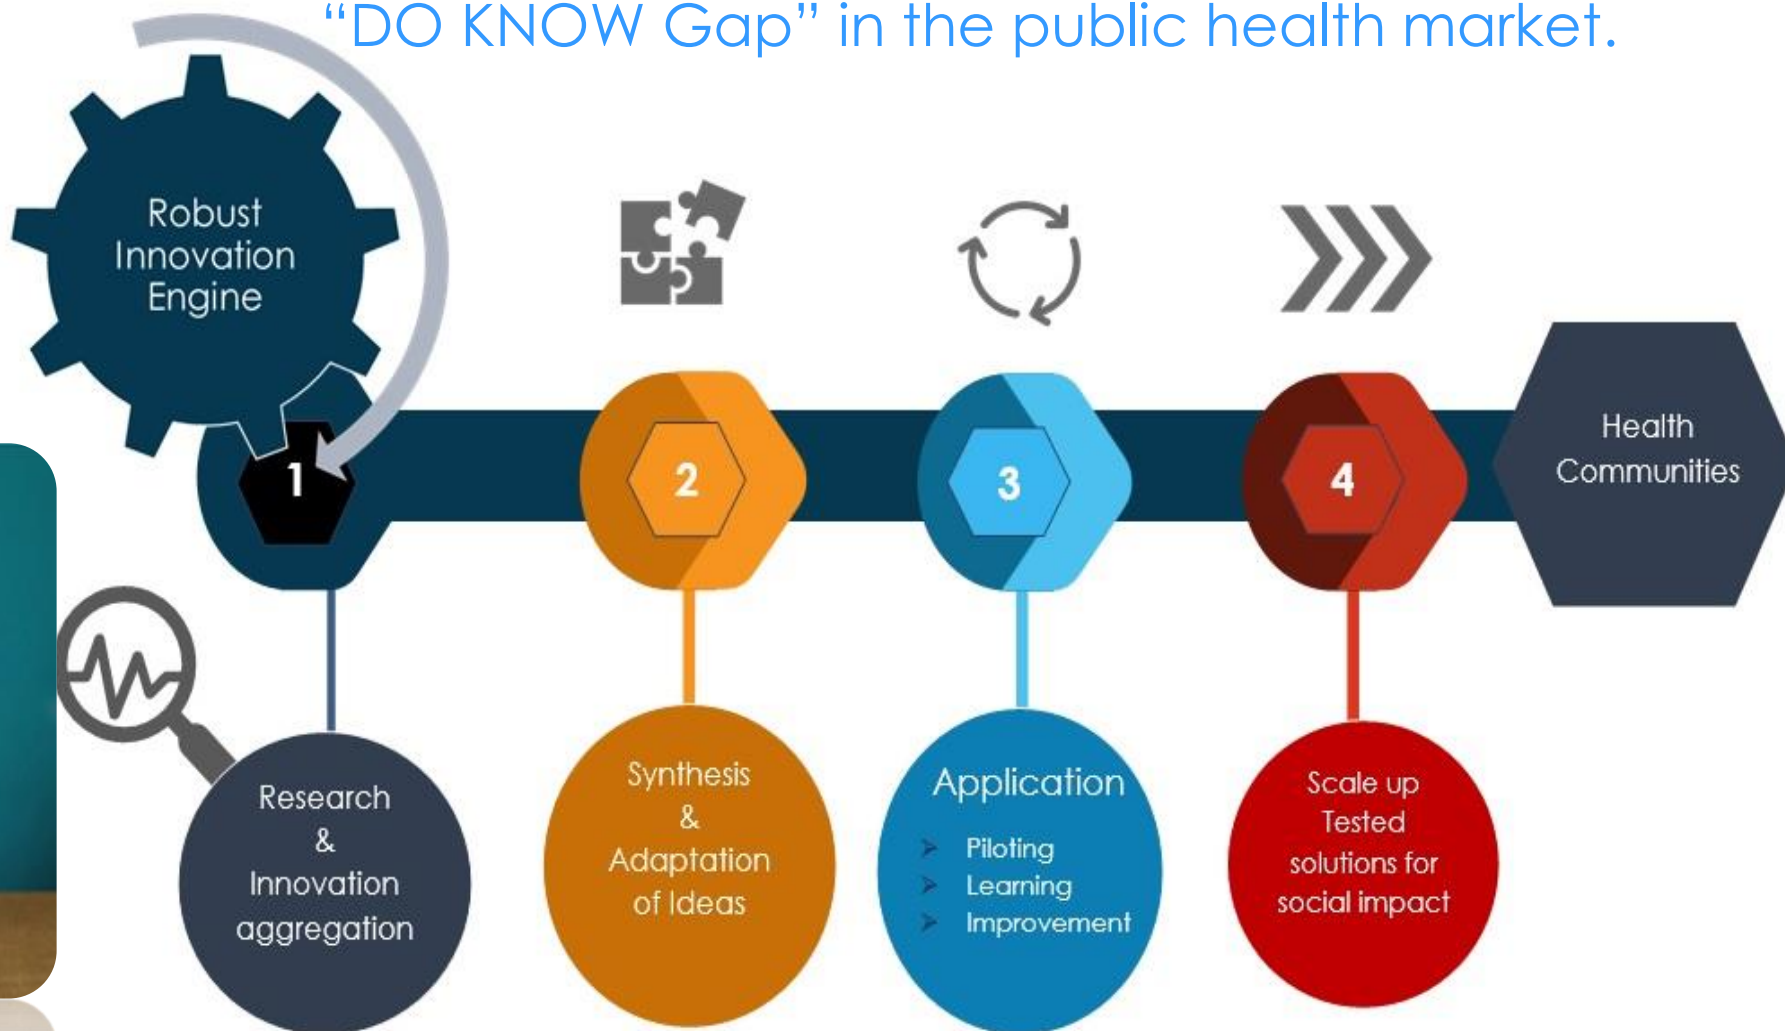 “DO KNOW Gap” in the public health market.
Robust
Innovation
Engine
1
2
3
4
Health
Communities
Research
&
Innovation
aggregation
Synthesis
&
Adaptation
of Ideas
Application
Piloting
Learning
Improvement
Scale up
Tested
solutions for
social impact